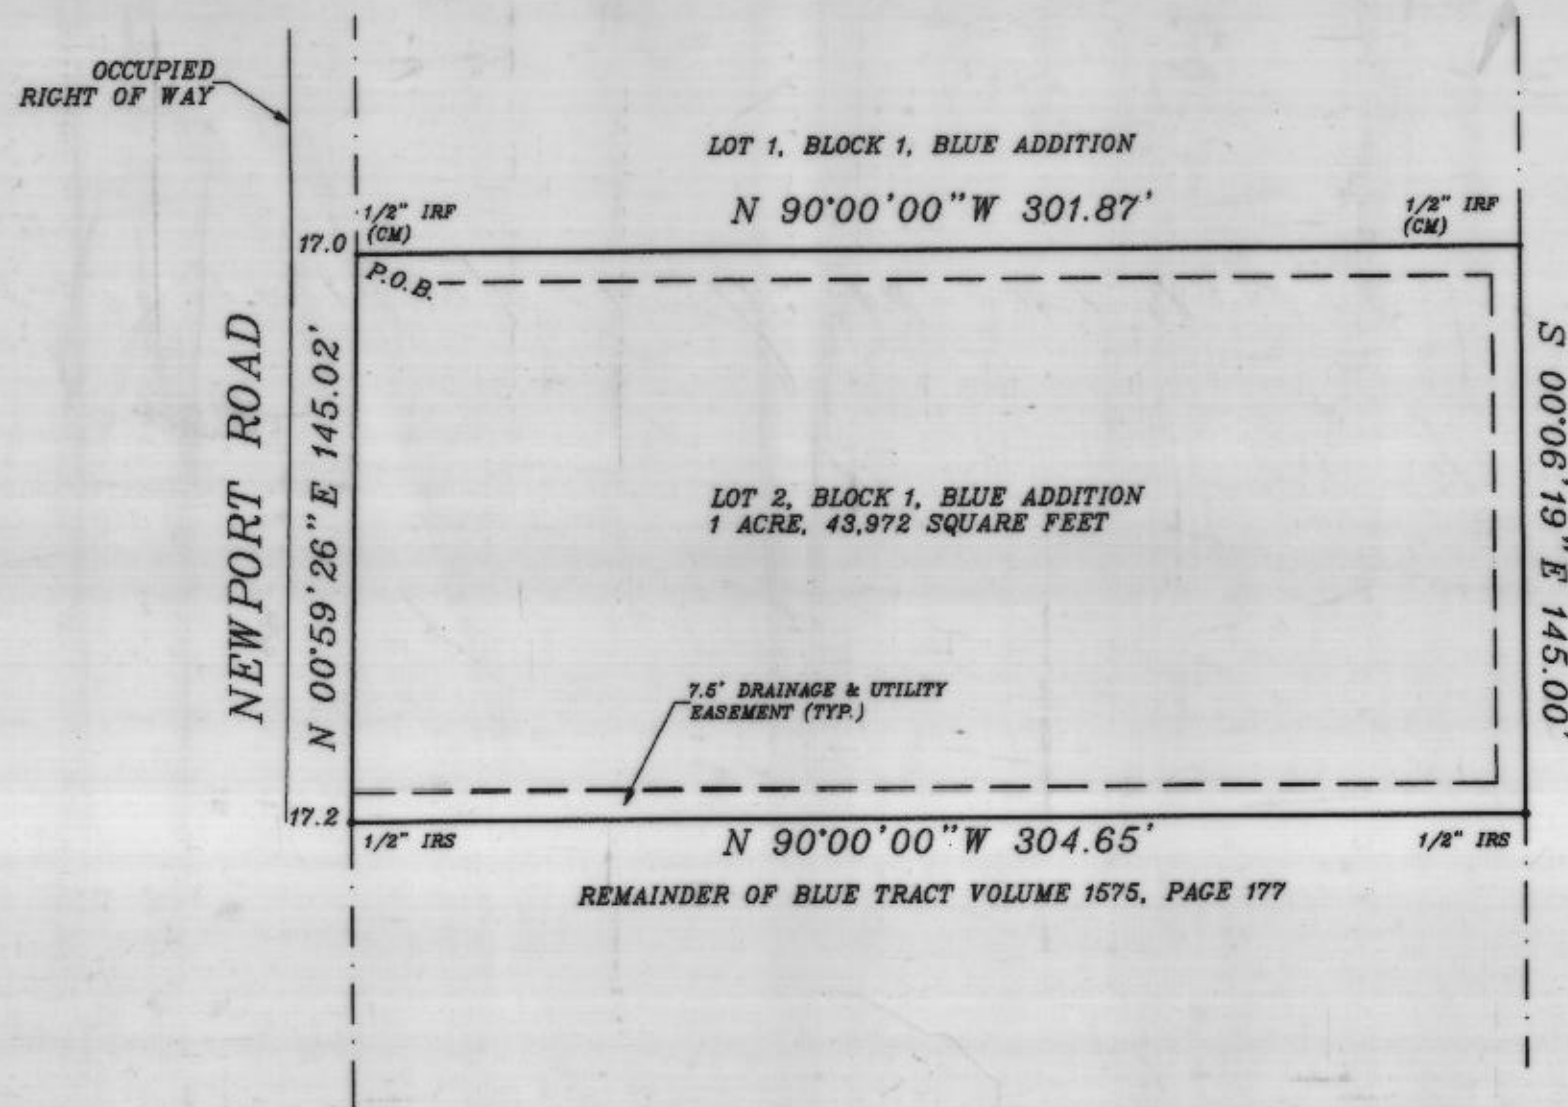 OCCUPIED
RIGHT OF WAY
LOT 1, BLOCK 1, BLUE ADDITION
N 90°00'00"W 301.87'
1/2" IRF
(CM)
1/2" IRF
(CM)
17.0
P.O.B.
NEWPORT ROAD
N 00°59'26"E 145.02'
S 00°06'19"E 145.00'
LOT 2, BLOCK 1, BLUE ADDITION
1 ACRE, 43,972 SQUARE FEET
7.5' DRAINAGE & UTILITY
EASEMENT (TYP.)
17.2
1/2" IRS
N 90°00'00"W 304.65'
1/2" IRS
REMAINDER OF BLUE TRACT VOLUME 1575, PAGE 177